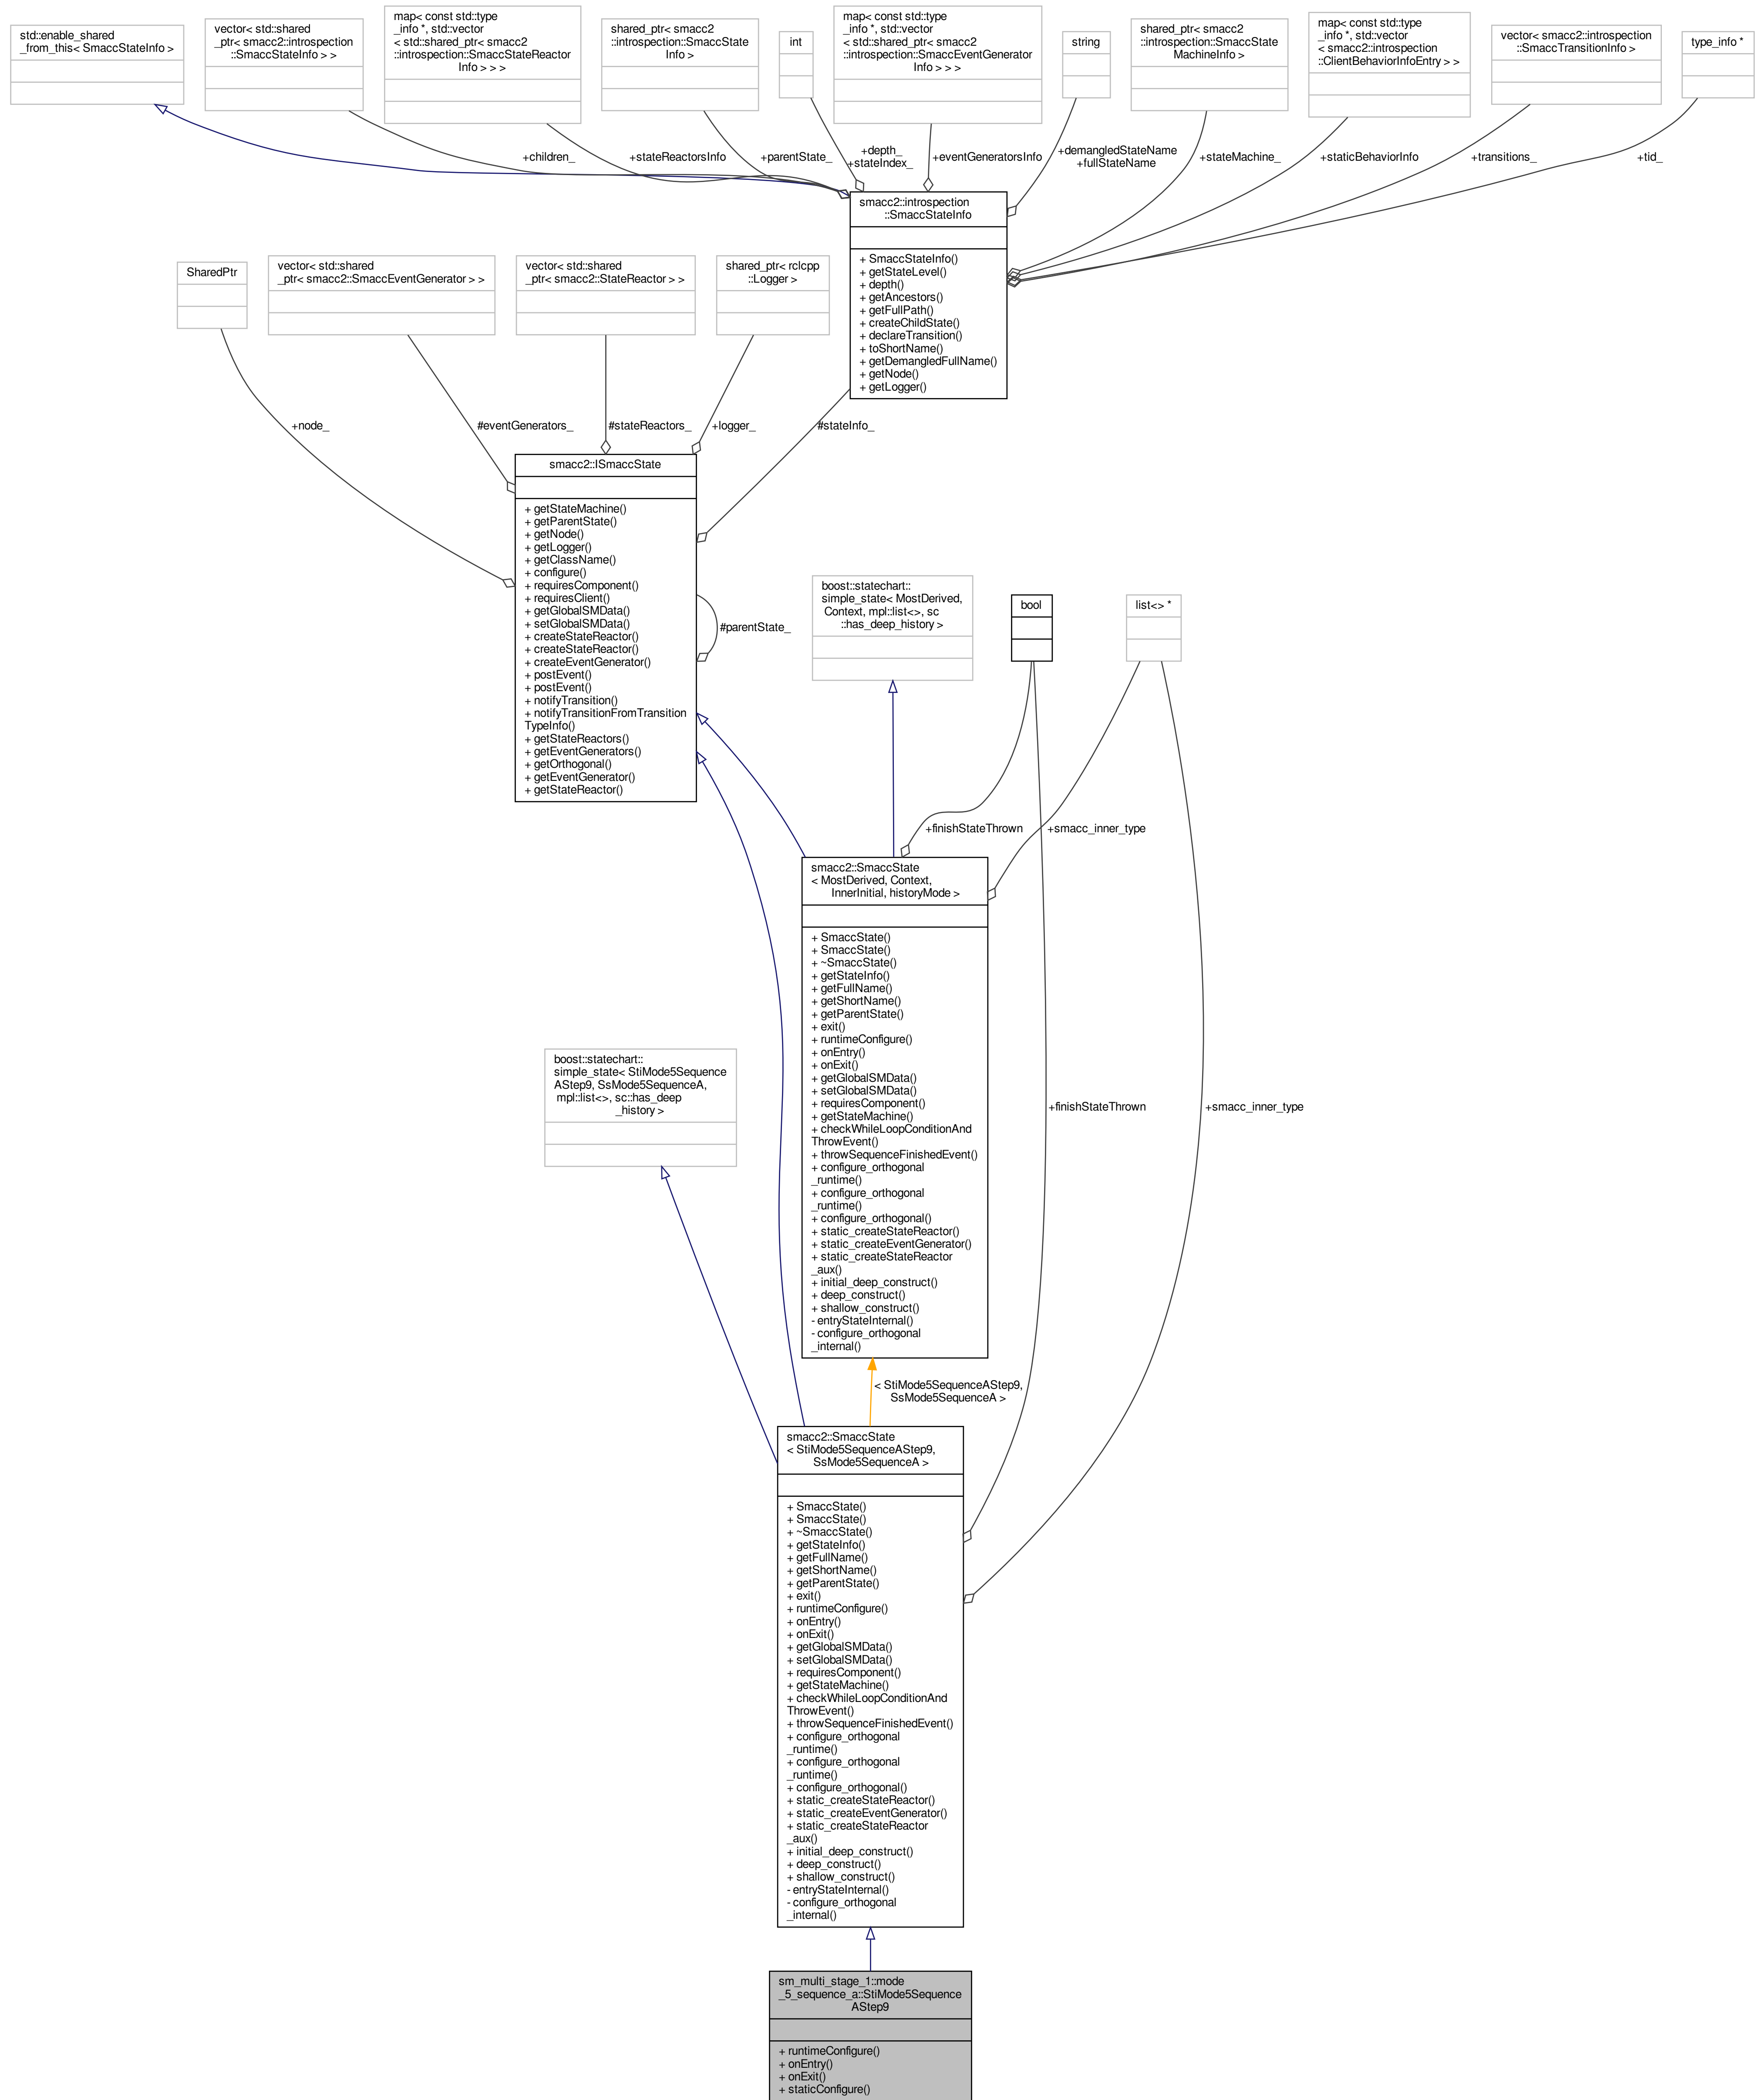 std::enable_shared
_from_this< SmaccStateInfo >
vector< std::shared
_ptr< smacc2::introspection
::SmaccStateInfo > >
map< const std::type
_info *, std::vector
< std::shared_ptr< smacc2
::introspection::SmaccStateReactor
Info > > >
shared_ptr< smacc2
::introspection::SmaccState
Info >
int
map< const std::type
_info *, std::vector
< std::shared_ptr< smacc2
::introspection::SmaccEventGenerator
Info > > >
string
shared_ptr< smacc2
::introspection::SmaccState
MachineInfo >
map< const std::type
_info *, std::vector
< smacc2::introspection
::ClientBehaviorInfoEntry > >
vector< smacc2::introspection
::SmaccTransitionInfo >
type_info *
+children_
+stateReactorsInfo
+parentState_
+depth_
+stateIndex_
+eventGeneratorsInfo
+demangledStateName
+fullStateName
+stateMachine_
+staticBehaviorInfo
+transitions_
+tid_
smacc2::introspection
::SmaccStateInfo
+ SmaccStateInfo()
+ getStateLevel()
+ depth()
+ getAncestors()
+ getFullPath()
+ createChildState()
+ declareTransition()
+ toShortName()
+ getDemangledFullName()
+ getNode()
+ getLogger()
SharedPtr
vector< std::shared
_ptr< smacc2::SmaccEventGenerator > >
vector< std::shared
_ptr< smacc2::StateReactor > >
shared_ptr< rclcpp
::Logger >
+node_
#eventGenerators_
#stateReactors_
+logger_
#stateInfo_
smacc2::ISmaccState
+ getStateMachine()
+ getParentState()
+ getNode()
+ getLogger()
+ getClassName()
+ configure()
+ requiresComponent()
+ requiresClient()
+ getGlobalSMData()
+ setGlobalSMData()
+ createStateReactor()
+ createStateReactor()
+ createEventGenerator()
+ postEvent()
+ postEvent()
+ notifyTransition()
+ notifyTransitionFromTransition
TypeInfo()
+ getStateReactors()
+ getEventGenerators()
+ getOrthogonal()
+ getEventGenerator()
+ getStateReactor()
#parentState_
boost::statechart::
simple_state< MostDerived,
Context, mpl::list<>, sc
::has_deep_history >
bool
list<> *
+finishStateThrown
+smacc_inner_type
smacc2::SmaccState
< MostDerived, Context,
InnerInitial, historyMode >
+ SmaccState()
+ SmaccState()
+ ~SmaccState()
+ getStateInfo()
+ getFullName()
+ getShortName()
+ getParentState()
+ exit()
+ runtimeConfigure()
+ onEntry()
+ onExit()
+ getGlobalSMData()
+ setGlobalSMData()
+ requiresComponent()
+ getStateMachine()
+ checkWhileLoopConditionAnd
ThrowEvent()
+ throwSequenceFinishedEvent()
+ configure_orthogonal
_runtime()
+ configure_orthogonal
_runtime()
+ configure_orthogonal()
+ static_createStateReactor()
+ static_createEventGenerator()
+ static_createStateReactor
_aux()
+ initial_deep_construct()
+ deep_construct()
+ shallow_construct()
- entryStateInternal()
- configure_orthogonal
_internal()
boost::statechart::
simple_state< StiMode5Sequence
AStep9, SsMode5SequenceA,
mpl::list<>, sc::has_deep
_history >
+finishStateThrown
+smacc_inner_type
< StiMode5SequenceAStep9,
SsMode5SequenceA >
smacc2::SmaccState
< StiMode5SequenceAStep9,
SsMode5SequenceA >
+ SmaccState()
+ SmaccState()
+ ~SmaccState()
+ getStateInfo()
+ getFullName()
+ getShortName()
+ getParentState()
+ exit()
+ runtimeConfigure()
+ onEntry()
+ onExit()
+ getGlobalSMData()
+ setGlobalSMData()
+ requiresComponent()
+ getStateMachine()
+ checkWhileLoopConditionAnd
ThrowEvent()
+ throwSequenceFinishedEvent()
+ configure_orthogonal
_runtime()
+ configure_orthogonal
_runtime()
+ configure_orthogonal()
+ static_createStateReactor()
+ static_createEventGenerator()
+ static_createStateReactor
_aux()
+ initial_deep_construct()
+ deep_construct()
+ shallow_construct()
- entryStateInternal()
- configure_orthogonal
_internal()
sm_multi_stage_1::mode
_5_sequence_a::StiMode5Sequence
AStep9
+ runtimeConfigure()
+ onEntry()
+ onExit()
+ staticConfigure()